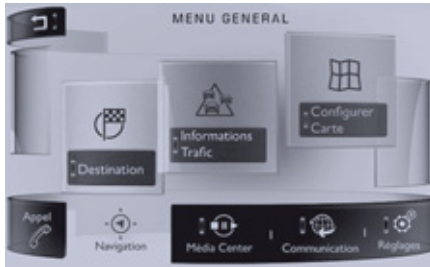 MENU GENERAL
Configurer
Carte
Informations
Trafic
Destination
Appel
Navigation
Média Center
Communication
Réglages